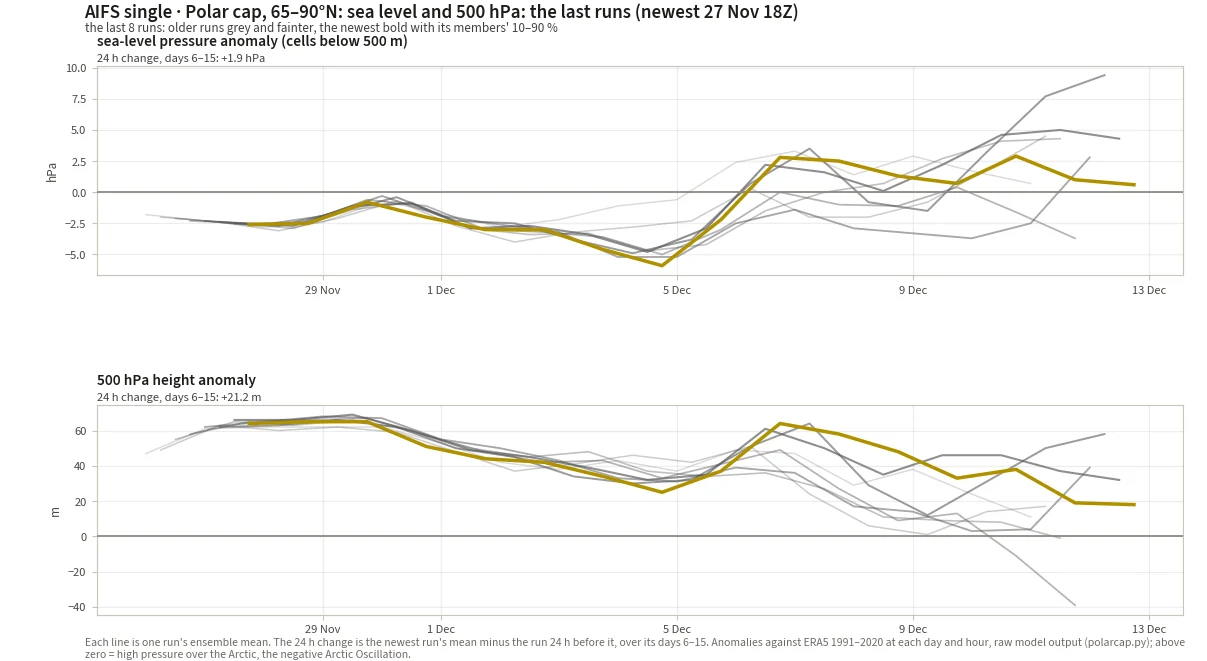 AIFS single · Polar cap, 65–90°N: sea level and 500 hPa: the last runs (newest 27 Nov 18Z)
the last 8 runs: older runs grey and fainter, the newest bold with its members' 10–90 %
sea-level pressure anomaly (cells below 500 m)
24 h change, days 6–15: +1.9 hPa
10.0
7.5
5.0
2.5
0.0
−2.5
−5.0
hPa
29 Nov
1 Dec
5 Dec
9 Dec
13 Dec
500 hPa height anomaly
24 h change, days 6–15: +21.2 m
60
40
20
0
−20
−40
m
29 Nov
1 Dec
5 Dec
9 Dec
13 Dec
Each line is one run's ensemble mean. The 24 h change is the newest run's mean minus the run 24 h before it, over its days 6–15. Anomalies against ERA5 1991–2020 at each day and hour, raw model output (polarcap.py); above
zero = high pressure over the Arctic, the negative Arctic Oscillation.